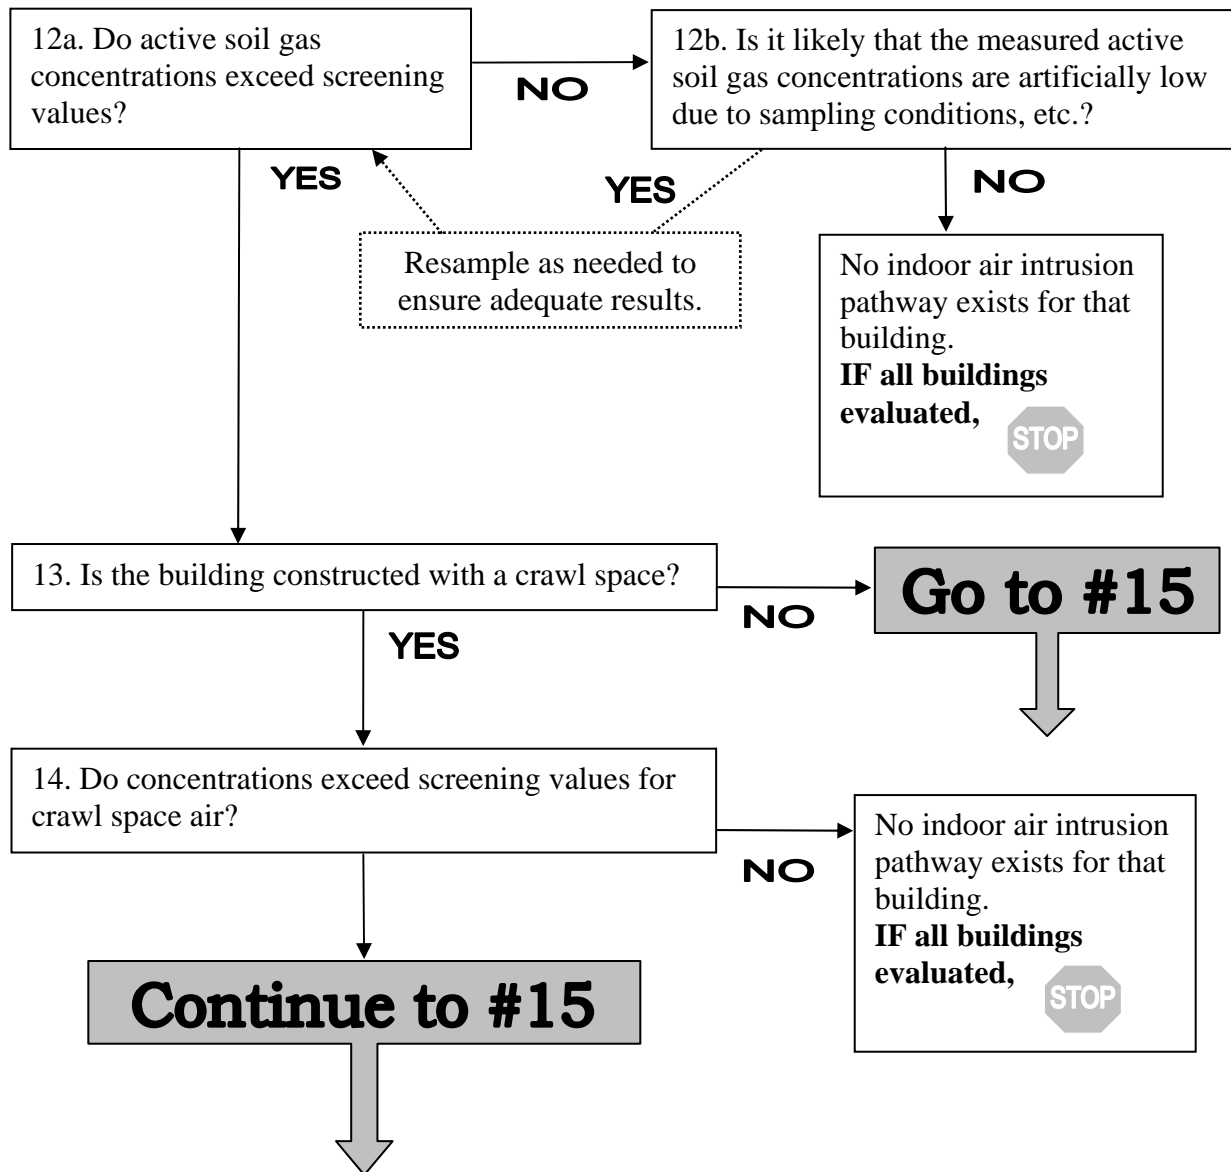 12a. Do active soil gas
concentrations exceed screening
values?
NO
12b. Is it likely that the measured active
soil gas concentrations are artificially low
due to sampling conditions, etc.?
YES
YES
NO
Resample as needed to
ensure adequate results.
No indoor air intrusion
pathway exists for that
building.
IF all buildings
evaluated,
STOP
13. Is the building constructed with a crawl space?
NO
Go to #15
YES
14. Do concentrations exceed screening values for
crawl space air?
NO
No indoor air intrusion
pathway exists for that
building.
IF all buildings
evaluated,
STOP
Continue to #15